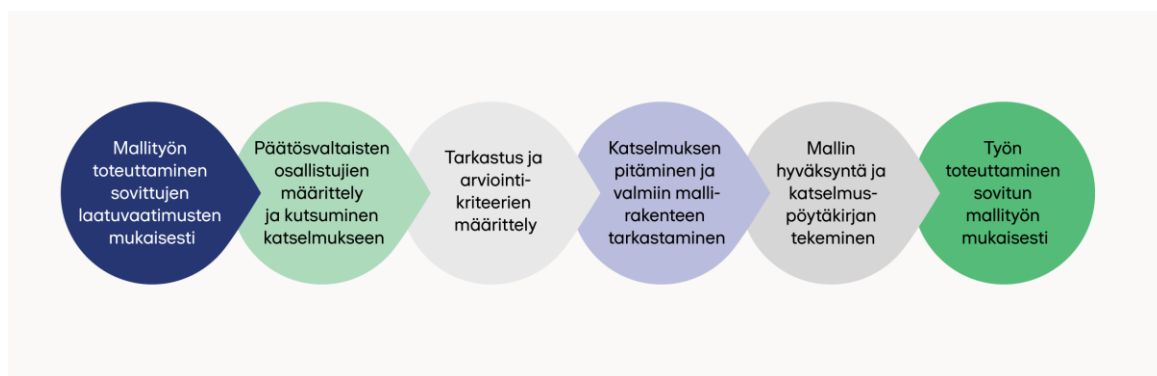 Mallityön
toteuttaminen
sovittujen
laatuvaatimusten
mukaisesti
Päätösvaltaisten
osallistujien
määrittely
ja kutsuminen
katselmukseen
Tarkastus ja
arviointi-
kriteerien
määrittely
Katselmuksen
pitäminen ja
valmiin malli-
rakenteen
tarkastaminen
Mallin
hyväksyntä ja
katselmus-
pöytäkirjan
tekeminen
Työn
toteuttaminen
sovitun
mallityön
mukaisesti